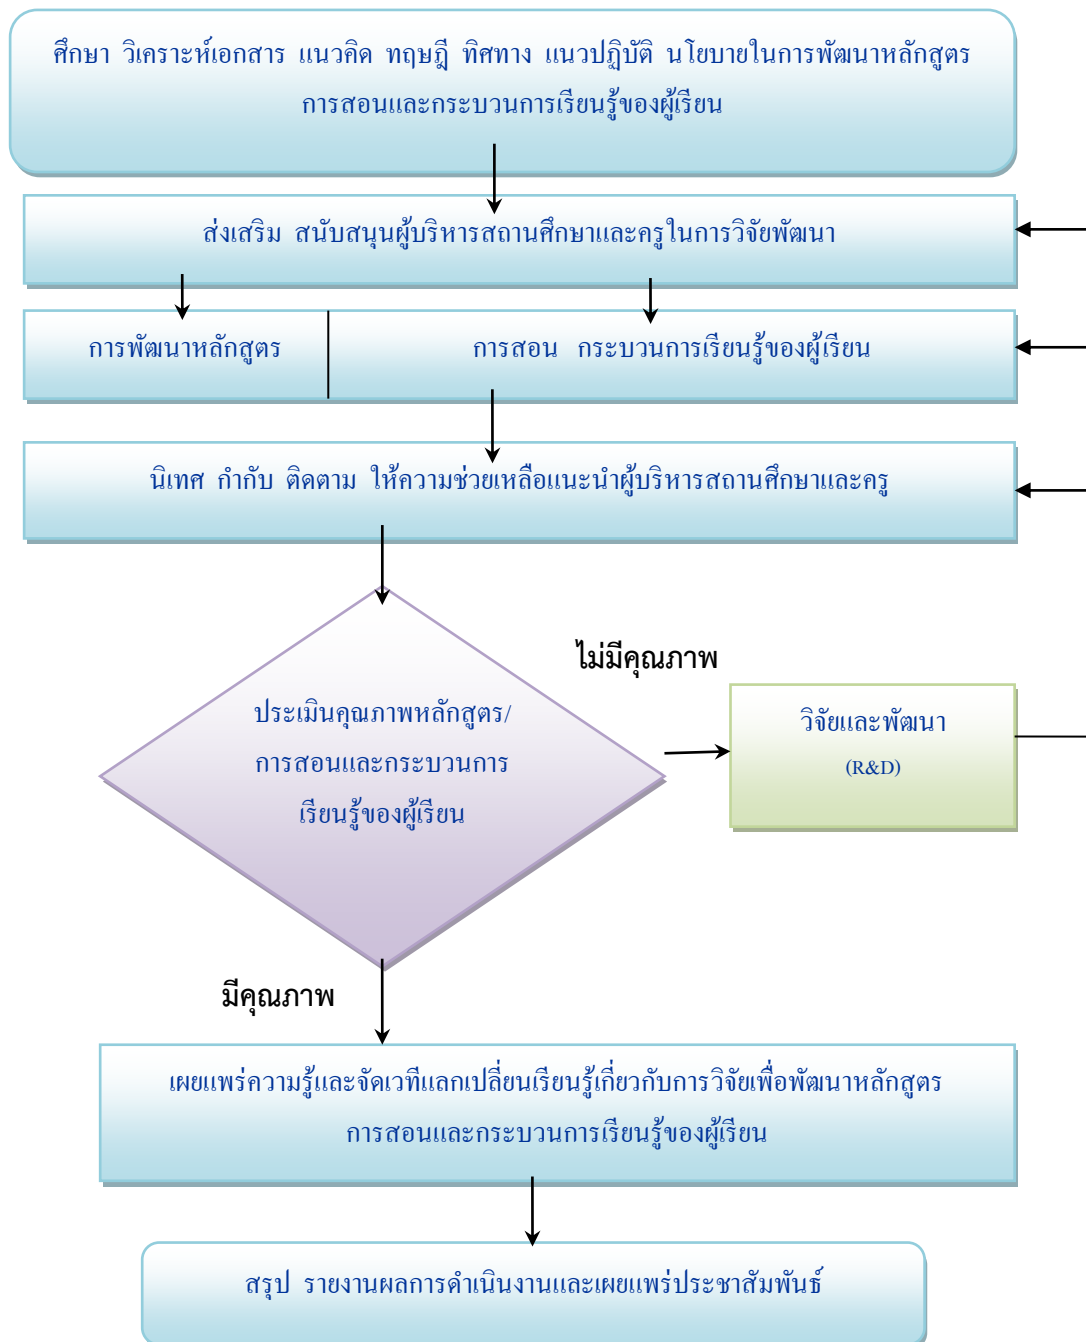 ศึกษา วิเคราะห์เอกสาร แนวคิด ทฤษฎี ทิศทาง แนวปฏิบัติ นโยบายในการพัฒนาหลักสูตร
การสอนและกระบวนการเรียนรู้ของผู้เรียน
ส่งเสริม สนับสนุนผู้บริหารสถานศึกษาและครูในการวิจัยพัฒนา
การพัฒนาหลักสูตร
การสอน กระบวนการเรียนรู้ของผู้เรียน
นิเทศ กำกับ ติดตาม ให้ความช่วยเหลือแนะนำผู้บริหารสถานศึกษาและครู
ไม่มีคุณภาพ
ประเมินคุณภาพหลักสูตร/
การสอนและกระบวนการ
เรียนรู้ของผู้เรียน
วิจัยและพัฒนา
(R&D)
มีคุณภาพ
เผยแพร่ความรู้และจัดเวทีแลกเปลี่ยนเรียนรู้เกี่ยวกับการวิจัยเพื่อพัฒนาหลักสูตร
การสอนและกระบวนการเรียนรู้ของผู้เรียน
สรุป รายงานผลการดำเนินงานและเผยแพร่ประชาสัมพันธ์